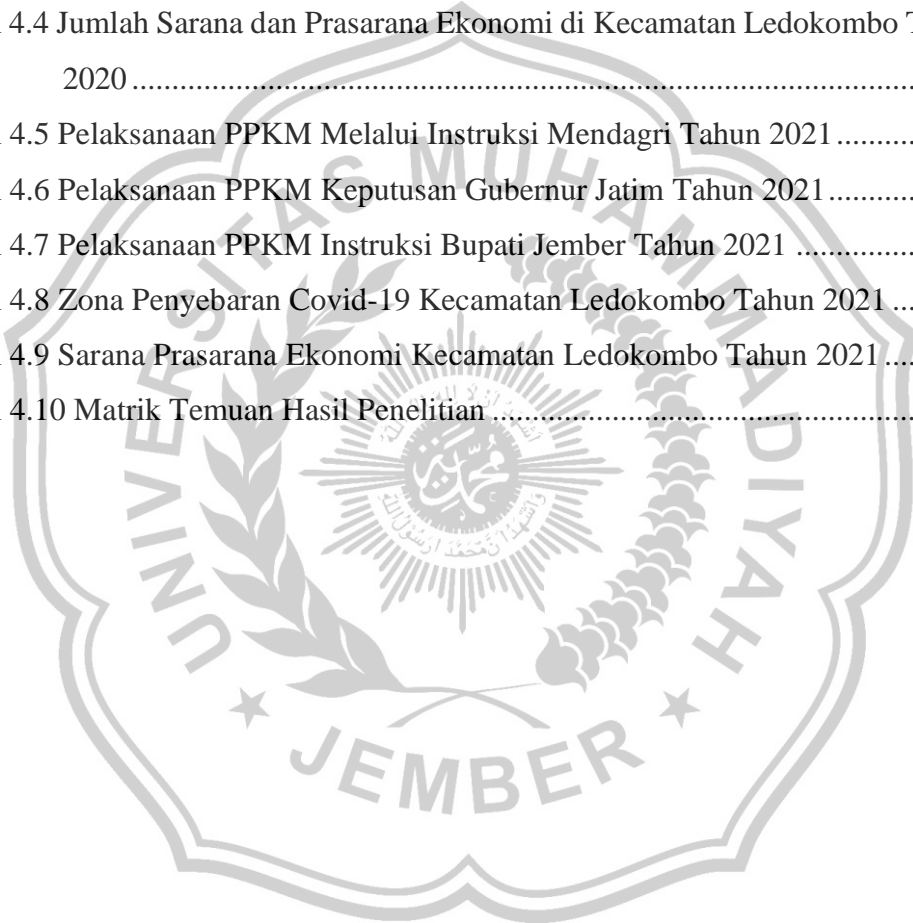 4.4 Jumlah Sarana dan Prasarana Ekonomi di Kecamatan Ledokombo T
2020 ........................................................................................
4.5 Pelaksanaan PPKM Melalui Instruksi Mendagri Tahun 2021 ..........
4.6 Pelaksanaan PPKM Keputusan Gubernur Jatim Tahun 2021 ...........
4.7 Pelaksanaan PPKM Instruksi Bupati Jember Tahun 2021 ...............
4.8 Zona Penyebaran Covid-19 Kecamatan Ledokombo Tahun 2021 ...
4.9 Sarana Prasarana Ekonomi Kecamatan Ledokombo Tahun 2021 ....
4.10 Matrik Temuan Hasil Penelitian ..................................................
UNIVERSITAS MUHAMMADIYAH
JEMBER